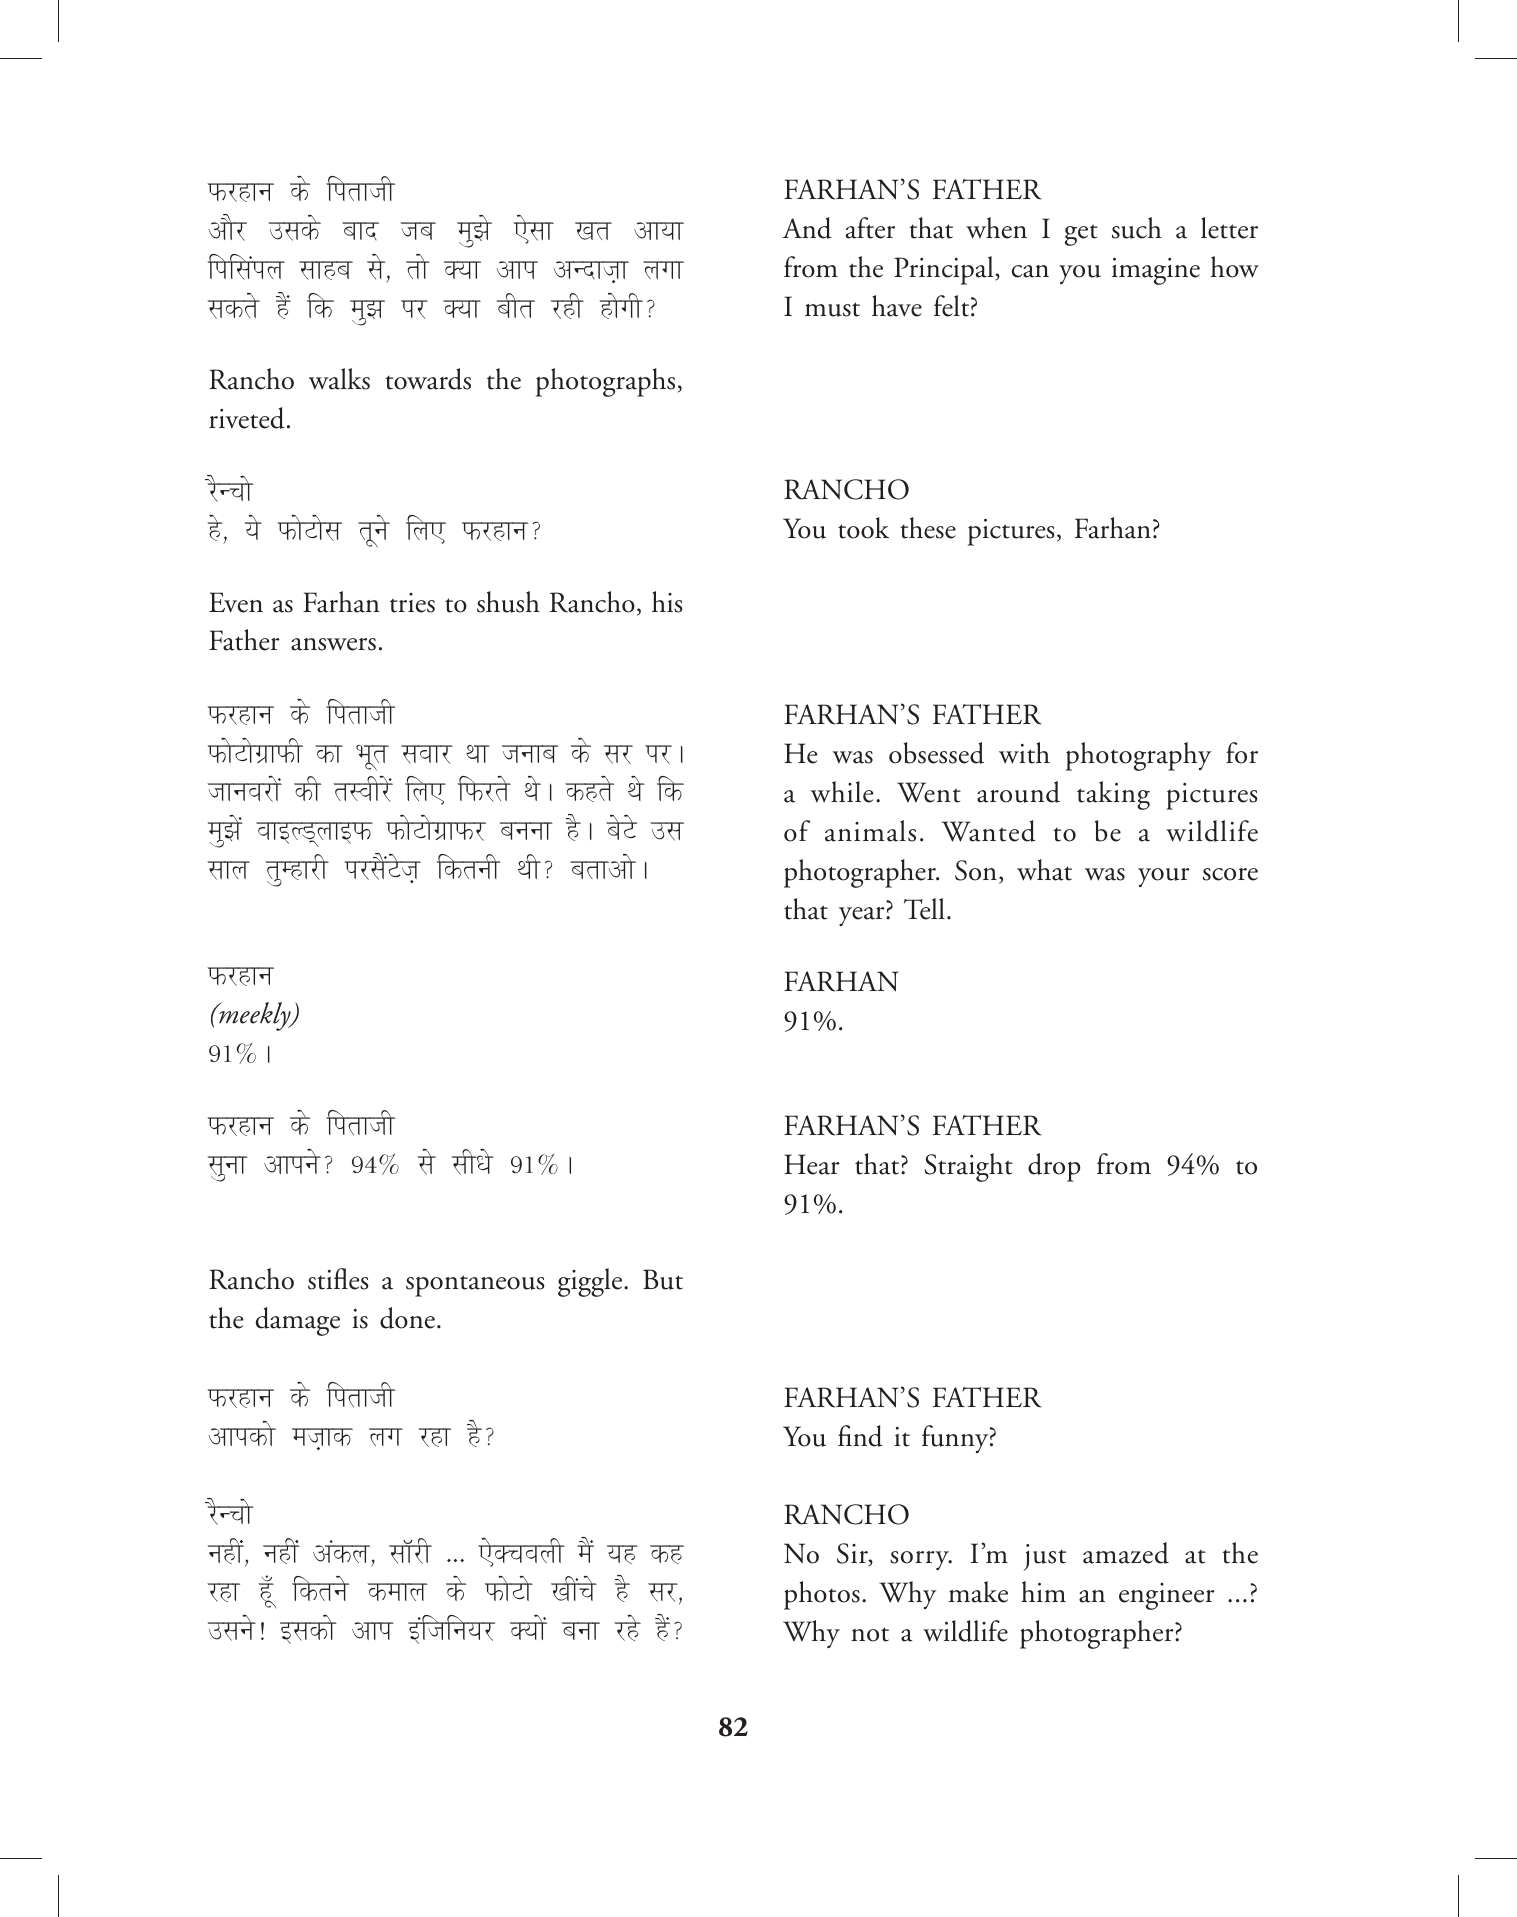 फरहान के पिताजी
और उसके बाद जब मुझे ऐसा खत आया
पिसिंपल साहब से, तो क्या आप अन्दाज़ा लगा
सकते हैं कि मुझ पर क्या बीत रही होगी?
FARHAN’S FATHER
And after that when I get such a letter
from the Principal, can you imagine how
I must have felt?
Rancho walks towards the photographs,
riveted.
रैन्चो
हे, ये फोटोस तूने लिए फरहान?
RANCHO
You took these pictures, Farhan?
Even as Farhan tries to shush Rancho, his
Father answers.
फरहान के पिताजी
फोटोग्राफी का भूत सवार था जनाब के सर पर।
जानवरों की तस्वीरें लिए फिरते थे। कहते थे कि
मुझें वाइल्ड्लाइफ फोटोग्राफर बनना है। बेटे उस
साल तुम्हारी परसैंटेज़ कितनी थी? बताओ।
FARHAN’S FATHER
He was obsessed with photography for
a while. Went around taking pictures
of animals. Wanted to be a wildlife
photographer. Son, what was your score
that year? Tell.
फरहान
(meekly)
91%।
FARHAN
91%.
फरहान के पिताजी
सुना आपने? 94% से सीधे 91%।
FARHAN’S FATHER
Hear that? Straight drop from 94% to
91%.
Rancho stifles a spontaneous giggle. But
the damage is done.
फरहान के पिताजी
आपको मज़ाक लग रहा है?
FARHAN’S FATHER
You find it funny?
रैन्चो
नहीं, नहीं अंकल, सॉरी ... ऐक्चवली मैं यह कह
रहा हूँ कितने कमाल के फोटो खींचे है सर,
उसने! इसको आप इंजिनियर क्यों बना रहे हैं?
RANCHO
No Sir, sorry. I’m just amazed at the
photos. Why make him an engineer ...?
Why not a wildlife photographer?
82